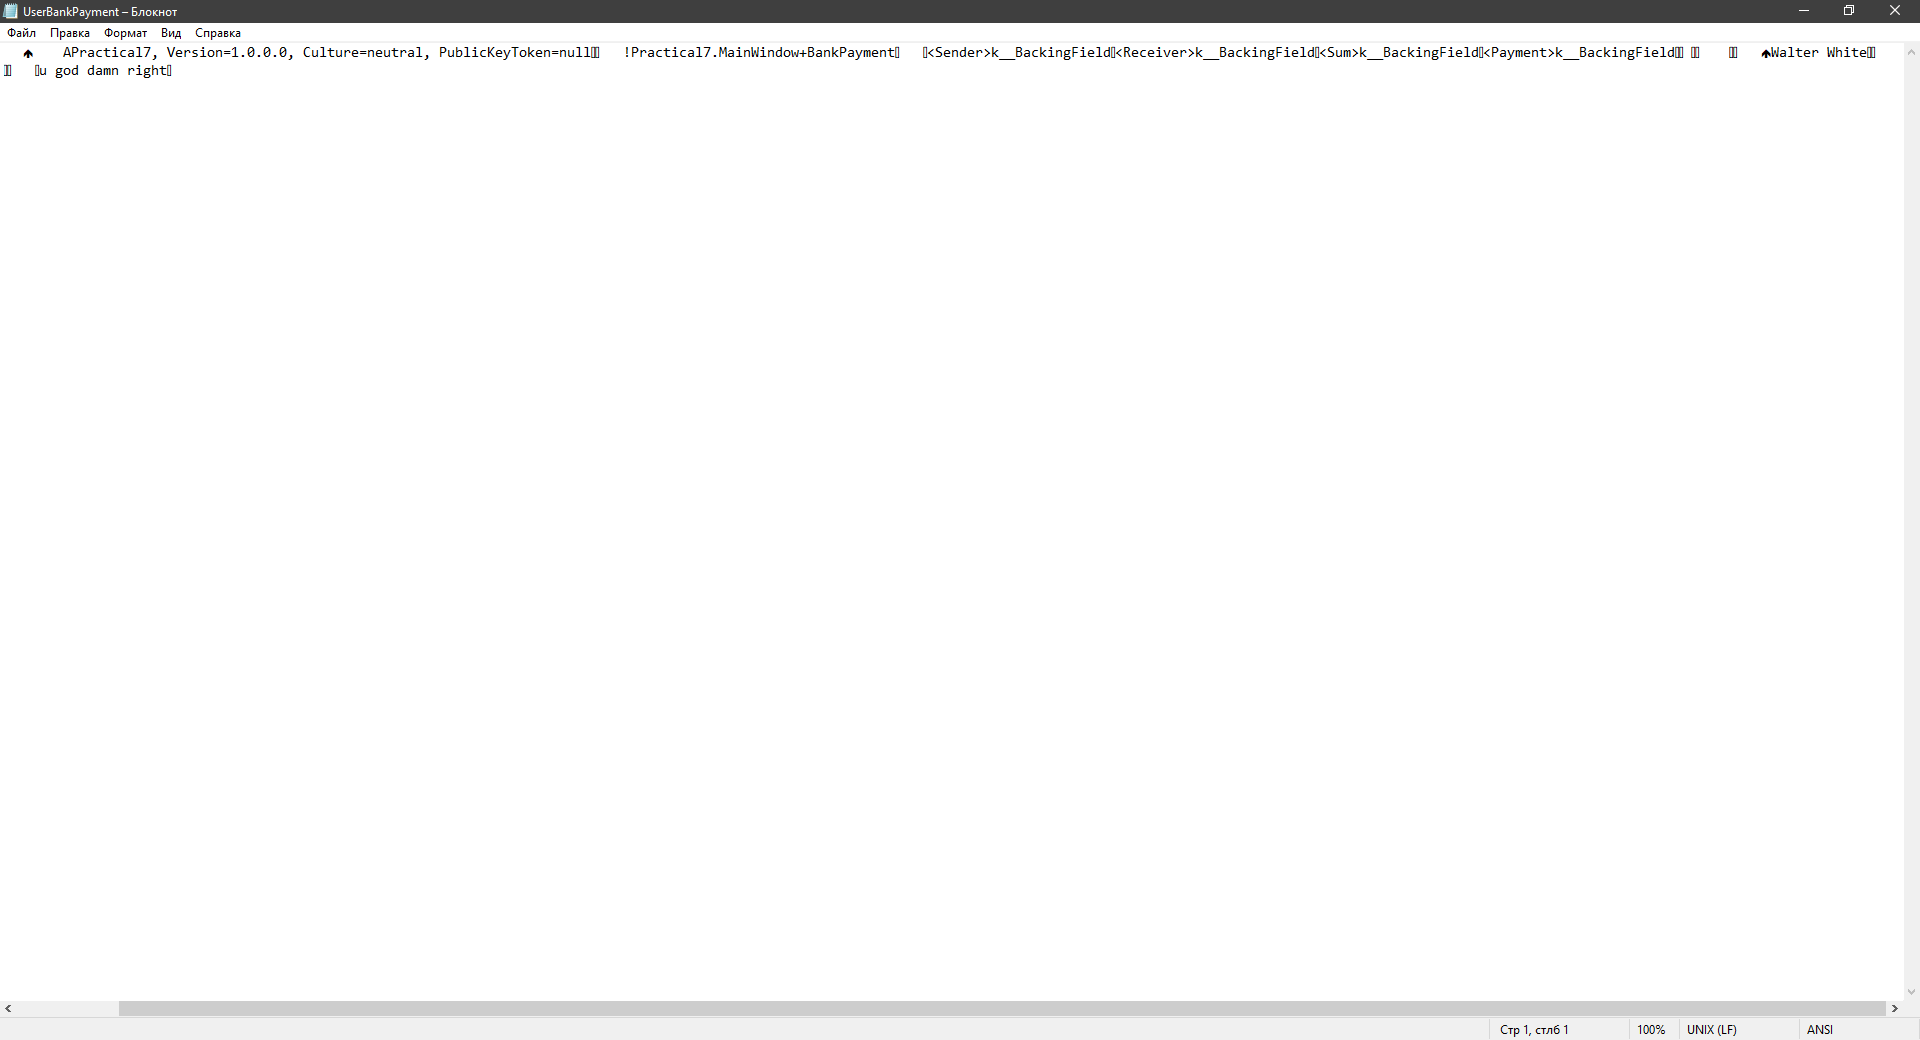 UserBankPayment – Блокнот
Файл Правка Формат Вид Справка
APractical7, Version=1.0.0.0, Culture=neutral, PublicKeyToken=null !Practical7.MainWindow+BankPayment <Sender>k__BackingField <Receiver>k__BackingField <Sum>k__BackingField <Payment>k__BackingField Walter White
u god damn right
Стр 1, стлб 1 100% UNIX (LF) ANSI